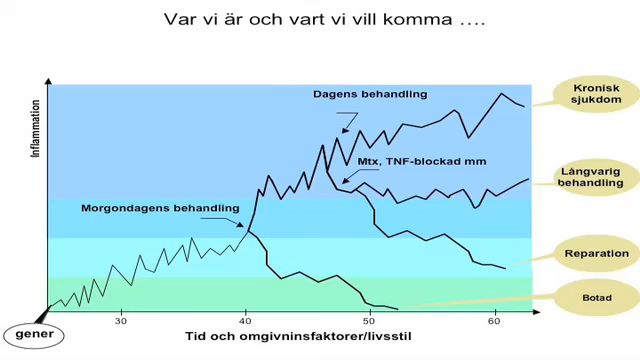 Var vi är och vart vi vill komma ….
Kronisk
sjukdom
Dagens behandling
Inflammation
Mtx, TNF-blockad mm
Långvarig
behandling
Morgondagens behandling
Reparation
Botad
gener
30
40
50
60
Tid och omgivninsfaktorer/livsstil